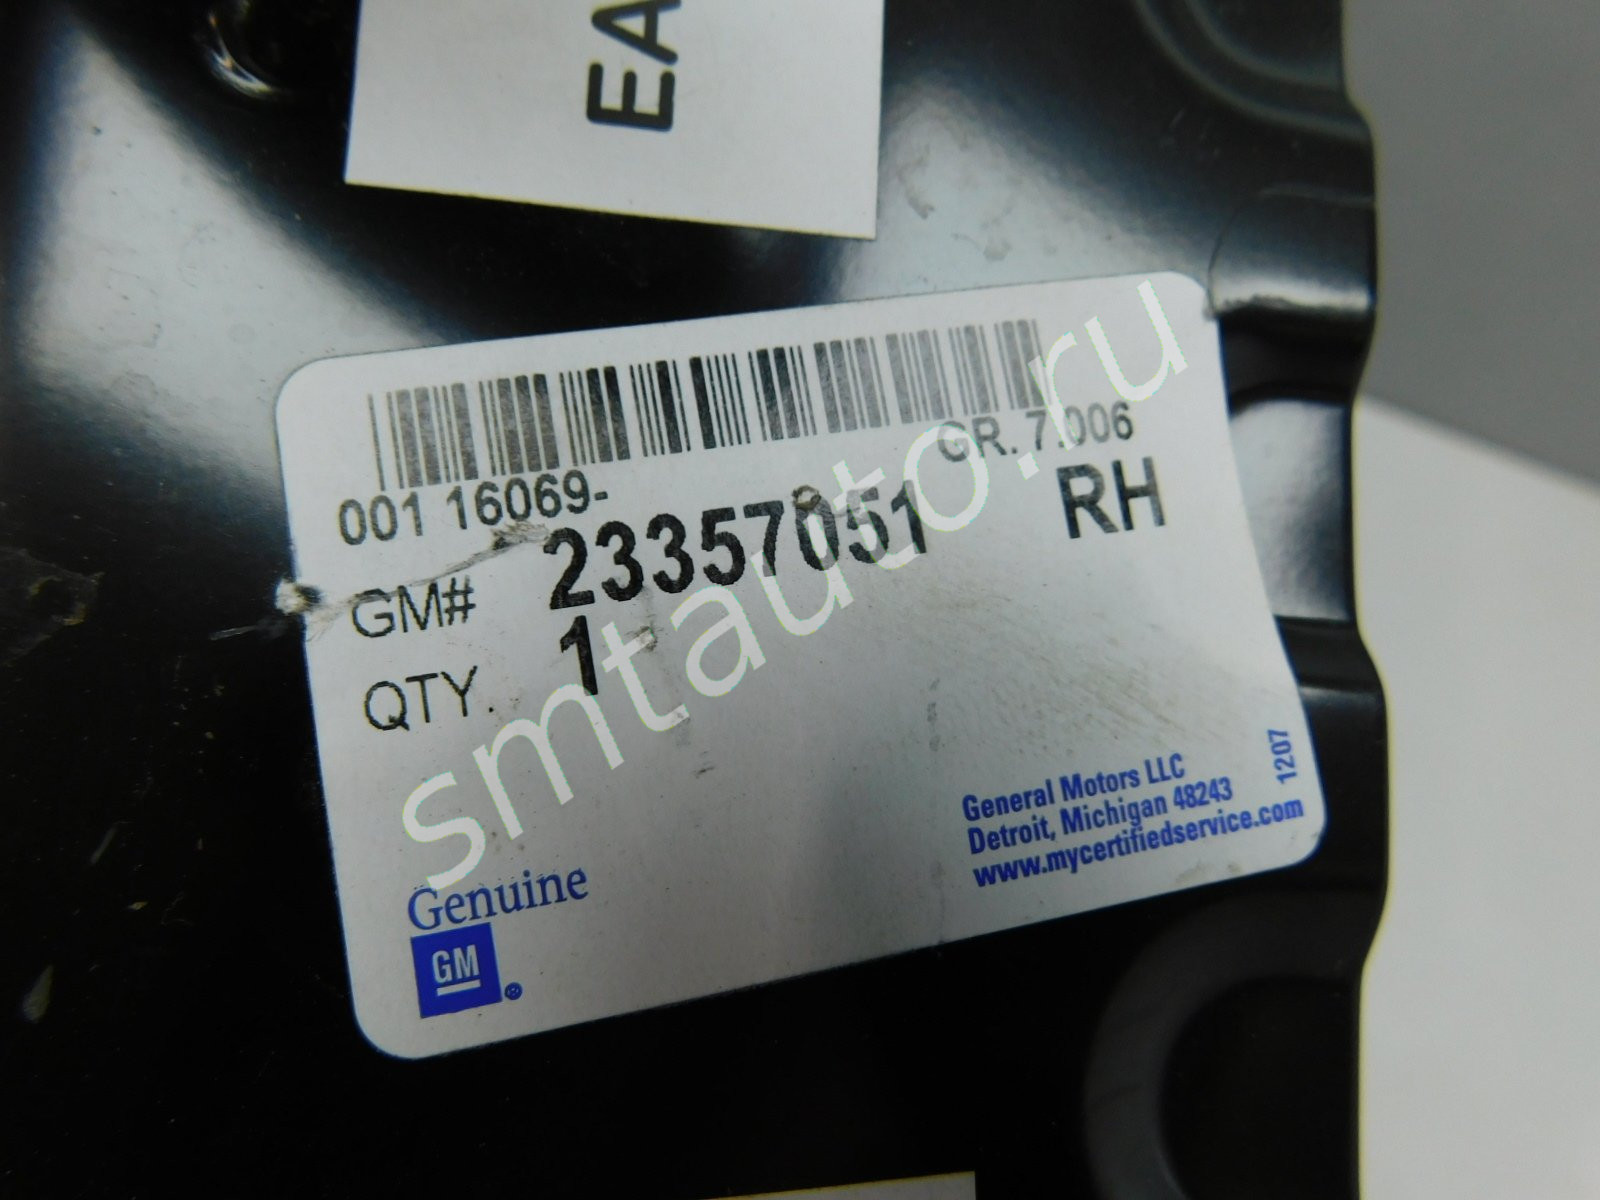 EA
GR. 7.006
001 16069-
GM# 23357051 RH
QTY. 1
General Motors LLC
Detroit, Michigan 48243
www.mycertifiedservice.com
1207
Genuine
GM®
smtauto.ru